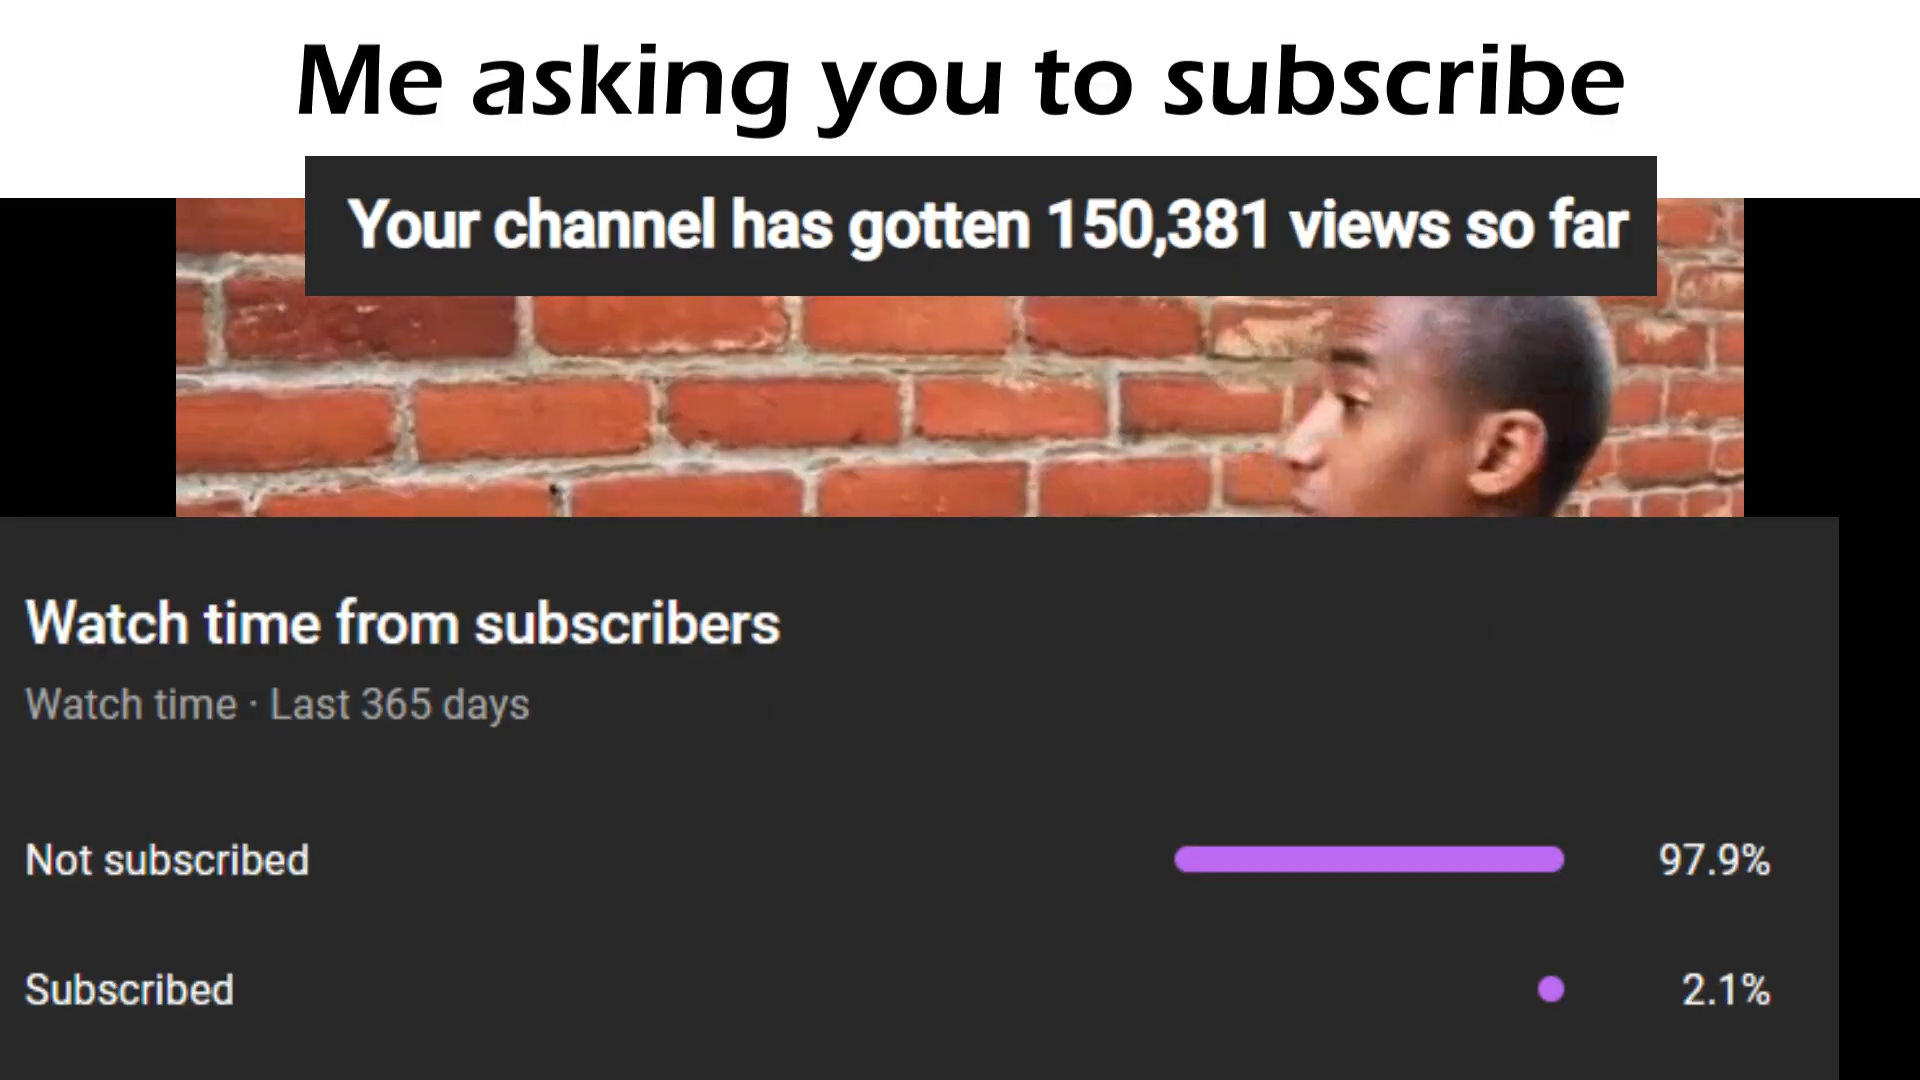 Me asking you to subscribe
Your channel has gotten 150,381 views so far
Watch time from subscribers
Watch time · Last 365 days
Not subscribed 97.9%
Subscribed 2.1%